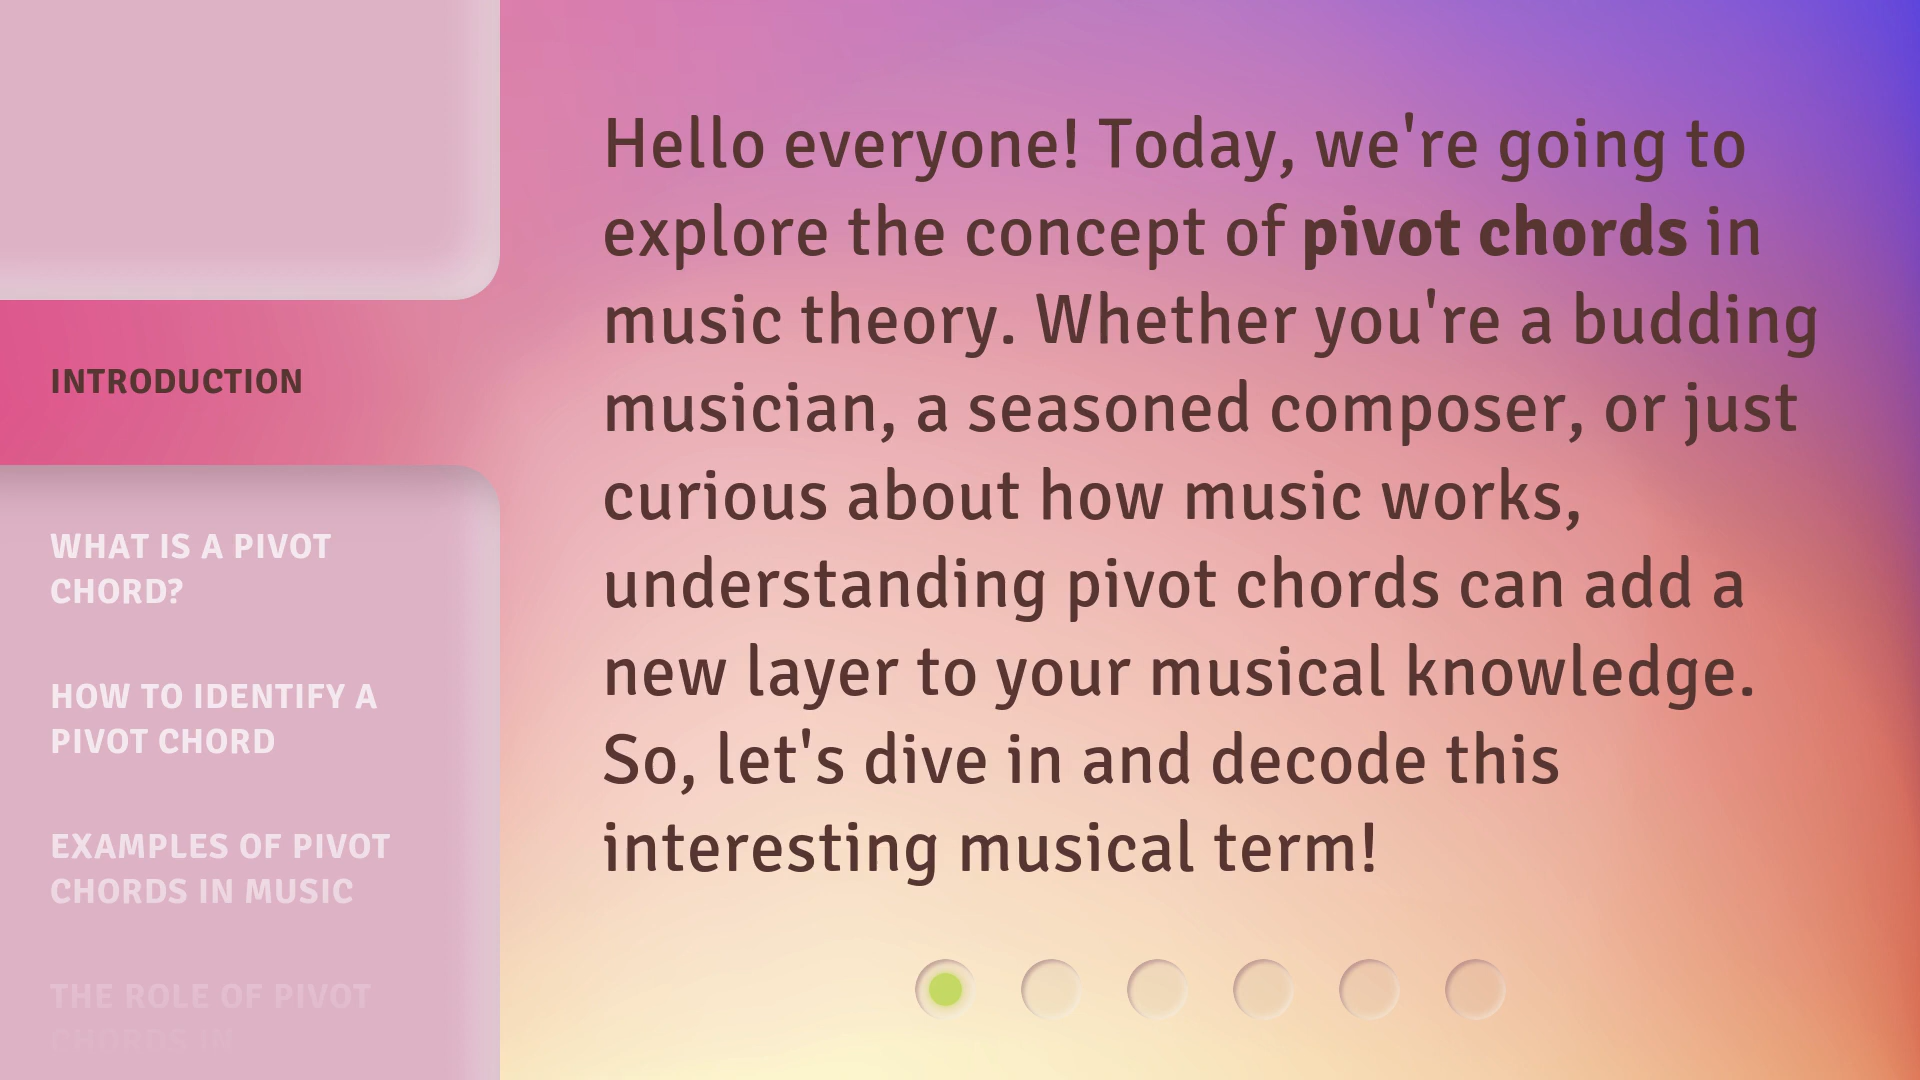 INTRODUCTION
WHAT IS A PIVOT
CHORD?
HOW TO IDENTIFY A
PIVOT CHORD
EXAMPLES OF PIVOT
CHORDS IN MUSIC
THE ROLE OF PIVOT
CHORDS IN
Hello everyone! Today, we're going to
explore the concept of pivot chords in
music theory. Whether you're a budding
musician, a seasoned composer, or just
curious about how music works,
understanding pivot chords can add a
new layer to your musical knowledge.
So, let's dive in and decode this
interesting musical term!